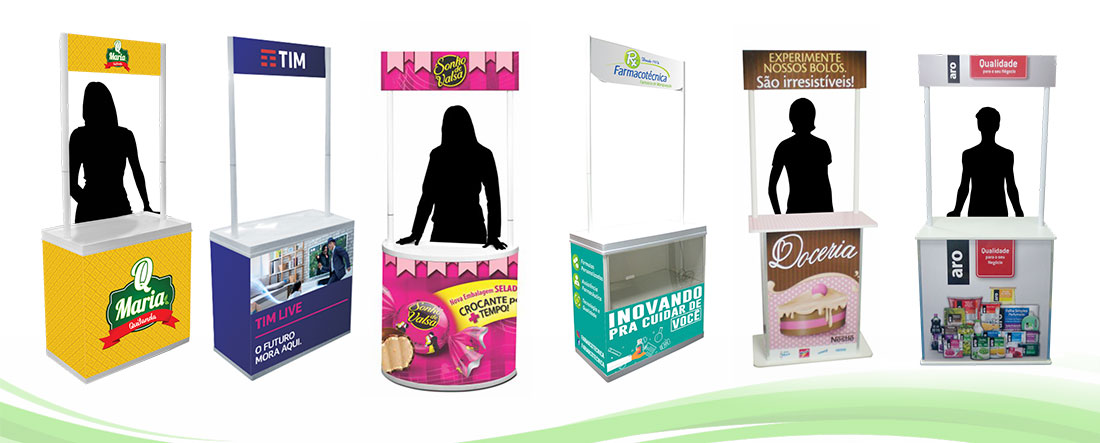 Q
Maria
Quitanda
Q
Maria
Quitanda
TIM
TIM LIVE
O FUTURO
MORA AQUI.
Sonho
de
Valsa
Nova Embalagem SELAD
CROCANTE p
+ TEMPO!
Sonho
de
Valsa
Farmacotécnica
INOVANDO
PRA CUIDAR DE
VOCÊ
EXPERIMENTE
NOSSOS BOLOS.
São irresistíveis!
Doceria
Nestlé
aro
Qualidade
para o seu Negócio
aro
Qualidade
para o seu
Negócio